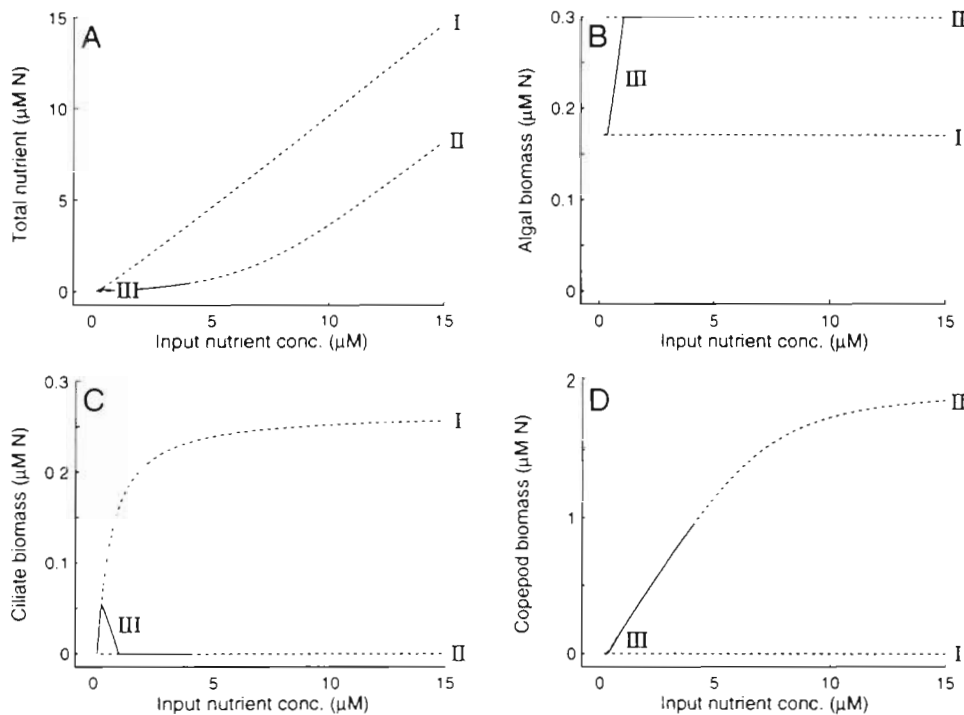 A
15
10
5
0
Total nutrient (μM N)
I
II
III
0 5 10 15
Input nutrient conc. (μM)
B
0.3
0.2
0.1
0
Algal biomass (μM N)
II
III
I
0 5 10 15
Input nutrient conc. (μM)
C
0.3
0.2
0.1
0
Ciliate biomass (μM N)
I
III
II
0 5 10 15
Input nutrient conc. (μM)
D
2
1
0
Copepod biomass (μM N)
II
III
I
0 5 10 15
Input nutrient conc. (μM)